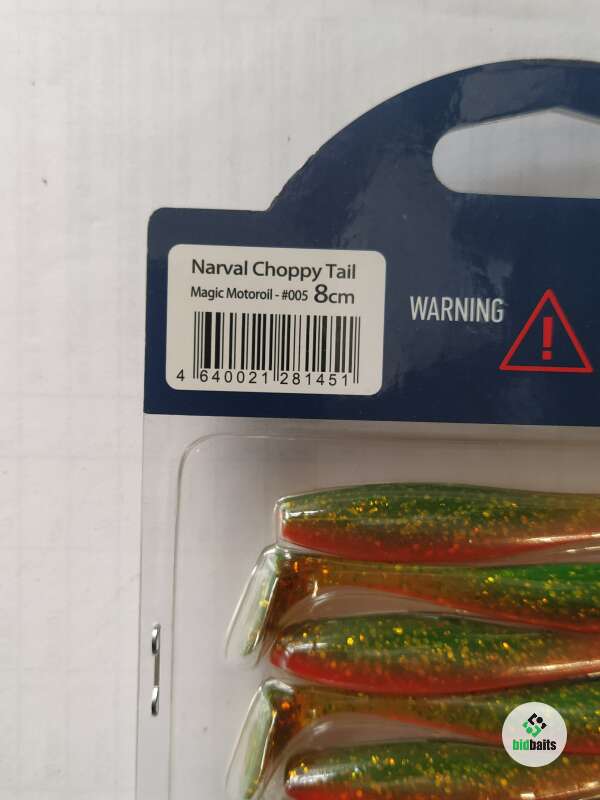 Narval Choppy Tail
Magic Motoroil - #005 8cm
4 640021 281451
WARNING
!
bidbaits